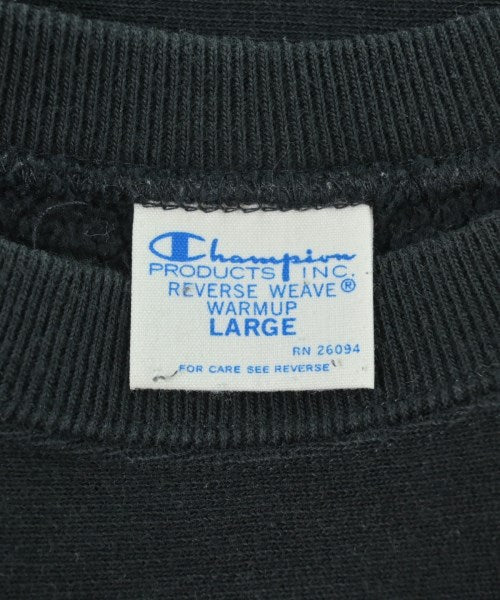 Champion
PRODUCTS INC.
REVERSE WEAVE®
WARMUP
LARGE
RN 26094
FOR CARE SEE REVERSE